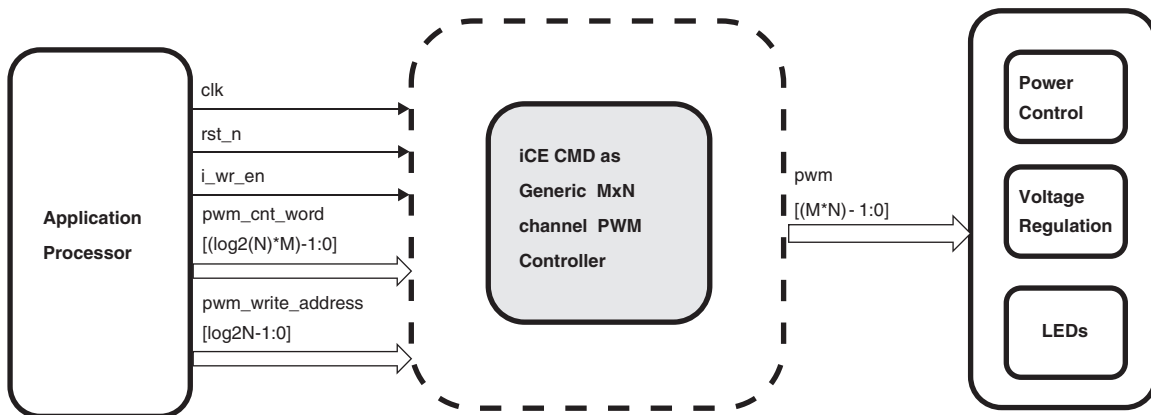 Application
Processor
clk
rst_n
i_wr_en
pwm_cnt_word
[(log2(N)*M)-1:0]
pwm_write_address
[log2N-1:0]
iCE CMD as
Generic MxN
channel PWM
Controller
pwm
[(M*N) - 1:0]
Power
Control
Voltage
Regulation
LEDs